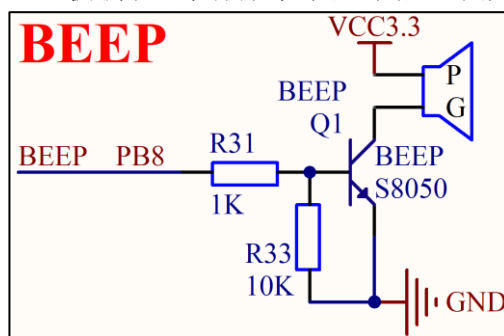 BEEP
VCC3.3
P
G
BEEP
Q1
BEEP
S8050
BEEP PB8
R31
1K
R33
10K
GND